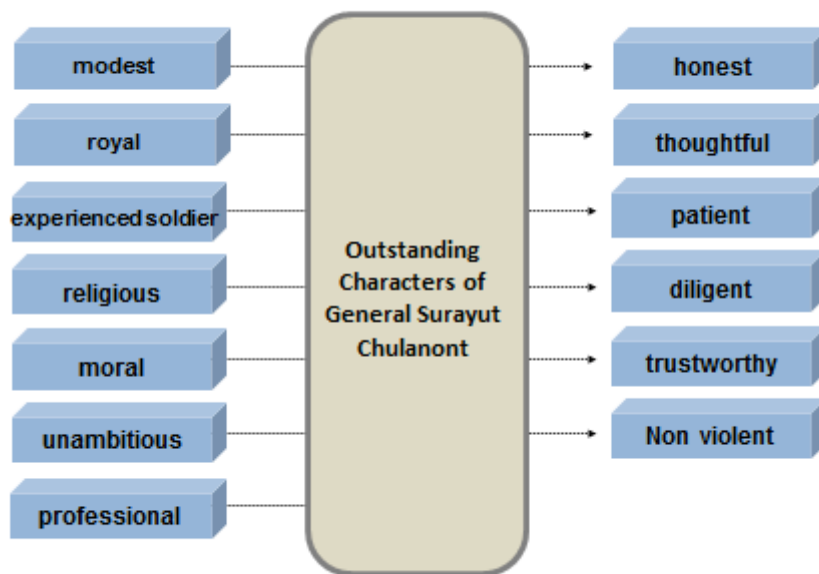 modest
royal
experienced soldier
religious
moral
unambitious
professional
Outstanding
Characters of
General Surayut
Chulanont
honest
thoughtful
patient
diligent
trustworthy
Non violent